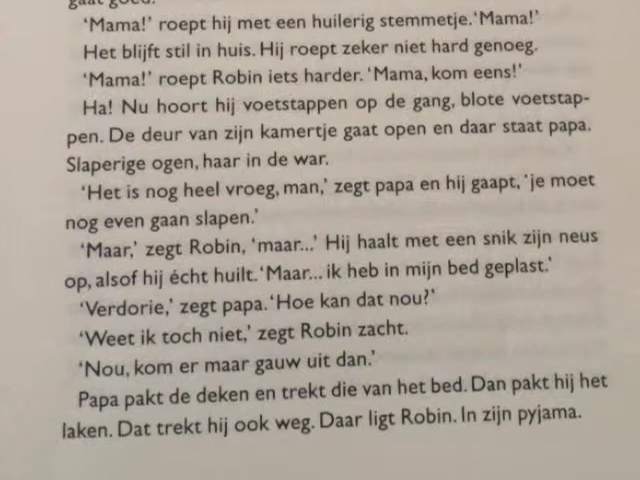 gaat goed.
‘Mama!’ roept hij met een huilerig stemmetje.‘Mama!’
Het blijft stil in huis. Hij roept zeker niet hard genoeg.
‘Mama!’ roept Robin iets harder. ‘Mama, kom eens!’
Ha! Nu hoort hij voetstappen op de gang, blote voetstap-
pen. De deur van zijn kamertje gaat open en daar staat papa.
Slaperige ogen, haar in de war.
‘Het is nog heel vroeg, man,’ zegt papa en hij gaapt, ‘je moet
nog even gaan slapen.’
‘Maar,’ zegt Robin, ‘maar...’ Hij haalt met een snik zijn neus
op, alsof hij écht huilt. ‘Maar... ik heb in mijn bed geplast.’
‘Verdorie,’ zegt papa. ‘Hoe kan dat nou?’
‘Weet ik toch niet,’ zegt Robin zacht.
‘Nou, kom er maar gauw uit dan.’
Papa pakt de deken en trekt die van het bed. Dan pakt hij het
laken. Dat trekt hij ook weg. Daar ligt Robin. In zijn pyjama.